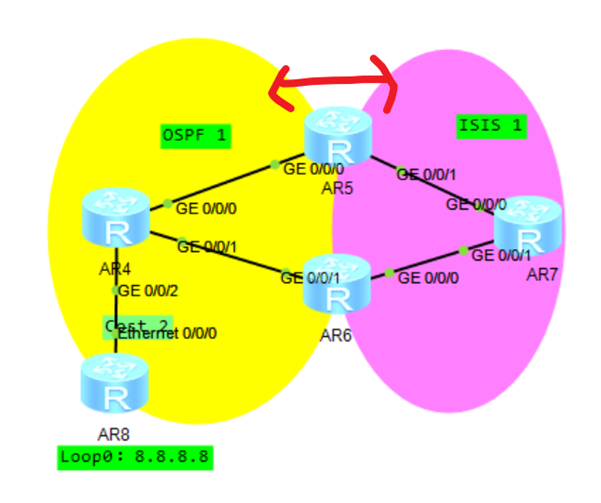 OSPF 1
ISIS 1
R
GE 0/0/0
GE 0/0/1
AR5
GE 0/0/0
R
GE 0/0/0
R
GE 0/0/1
GE 0/0/1
GE 0/0/1
GE 0/0/0
AR7
AR4
R
GE 0/0/2
AR6
Cost 2
Ethernet 0/0/0
R
AR8
Loop0: 8.8.8.8